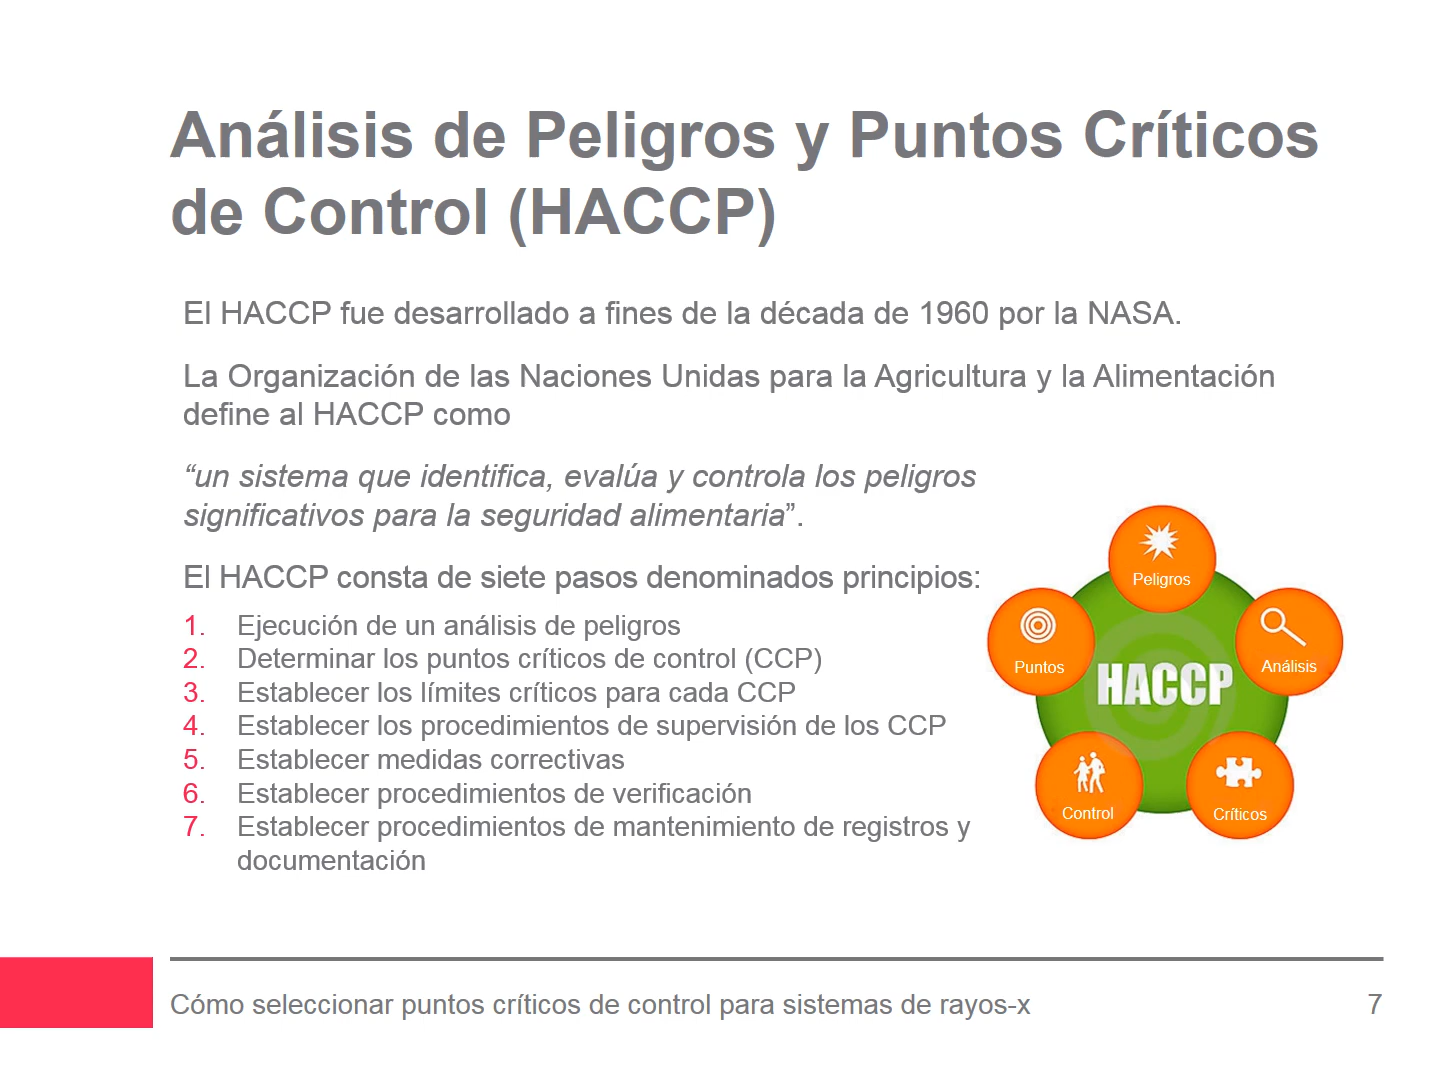 Análisis de Peligros y Puntos Críticos
de Control (HACCP)
El HACCP fue desarrollado a fines de la década de 1960 por la NASA.
La Organización de las Naciones Unidas para la Agricultura y la Alimentación
define al HACCP como
“un sistema que identifica, evalúa y controla los peligros
significativos para la seguridad alimentaria”.
El HACCP consta de siete pasos denominados principios:
1. Ejecución de un análisis de peligros
2. Determinar los puntos críticos de control (CCP)
3. Establecer los límites críticos para cada CCP
4. Establecer los procedimientos de supervisión de los CCP
5. Establecer medidas correctivas
6. Establecer procedimientos de verificación
7. Establecer procedimientos de mantenimiento de registros y
documentación
Peligros
Puntos
Análisis
HACCP
Control
Críticos
Cómo seleccionar puntos críticos de control para sistemas de rayos-x
7